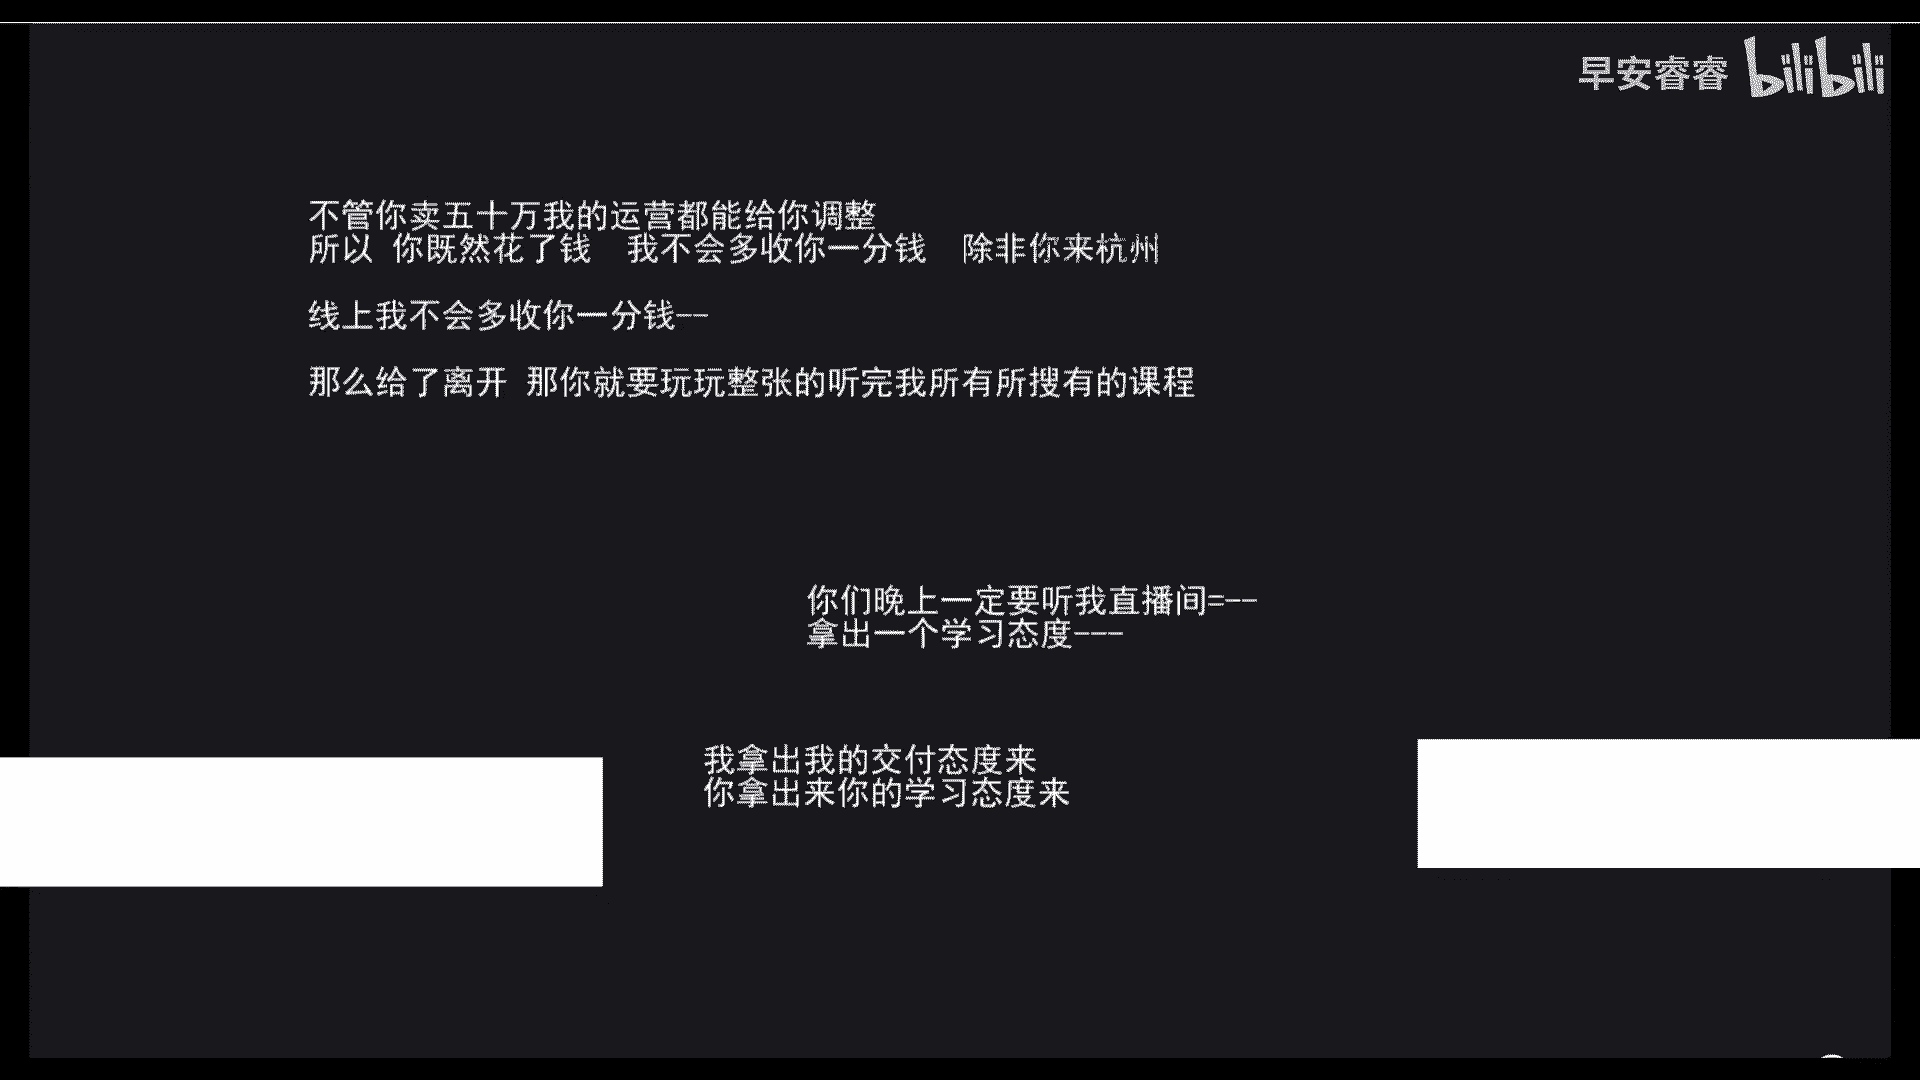 早安睿睿 bilibili
不管你卖五十万我的运营都能给你调整
所以 你既然花了钱  我不会多收你一分钱  除非你来杭州
线上我不会多收你一分钱--
那么给了离开 那你就要玩玩整张的听完我所有所搜有的课程
你们晚上一定要听我直播间=--
拿出一个学习态度---
我拿出我的交付态度来
你拿出来你的学习态度来